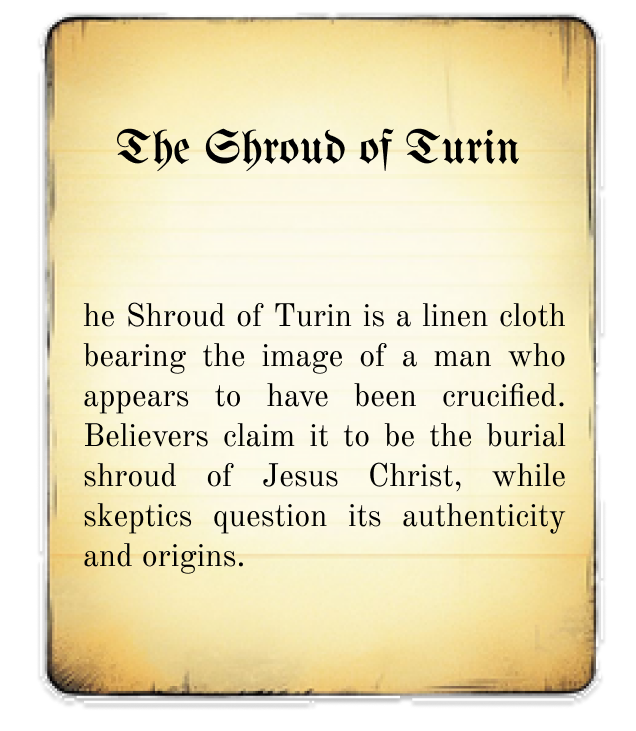 The Shroud of Turin
he Shroud of Turin is a linen cloth
bearing the image of a man who
appears to have been crucified.
Believers claim it to be the burial
shroud of Jesus Christ, while
skeptics question its authenticity
and origins.